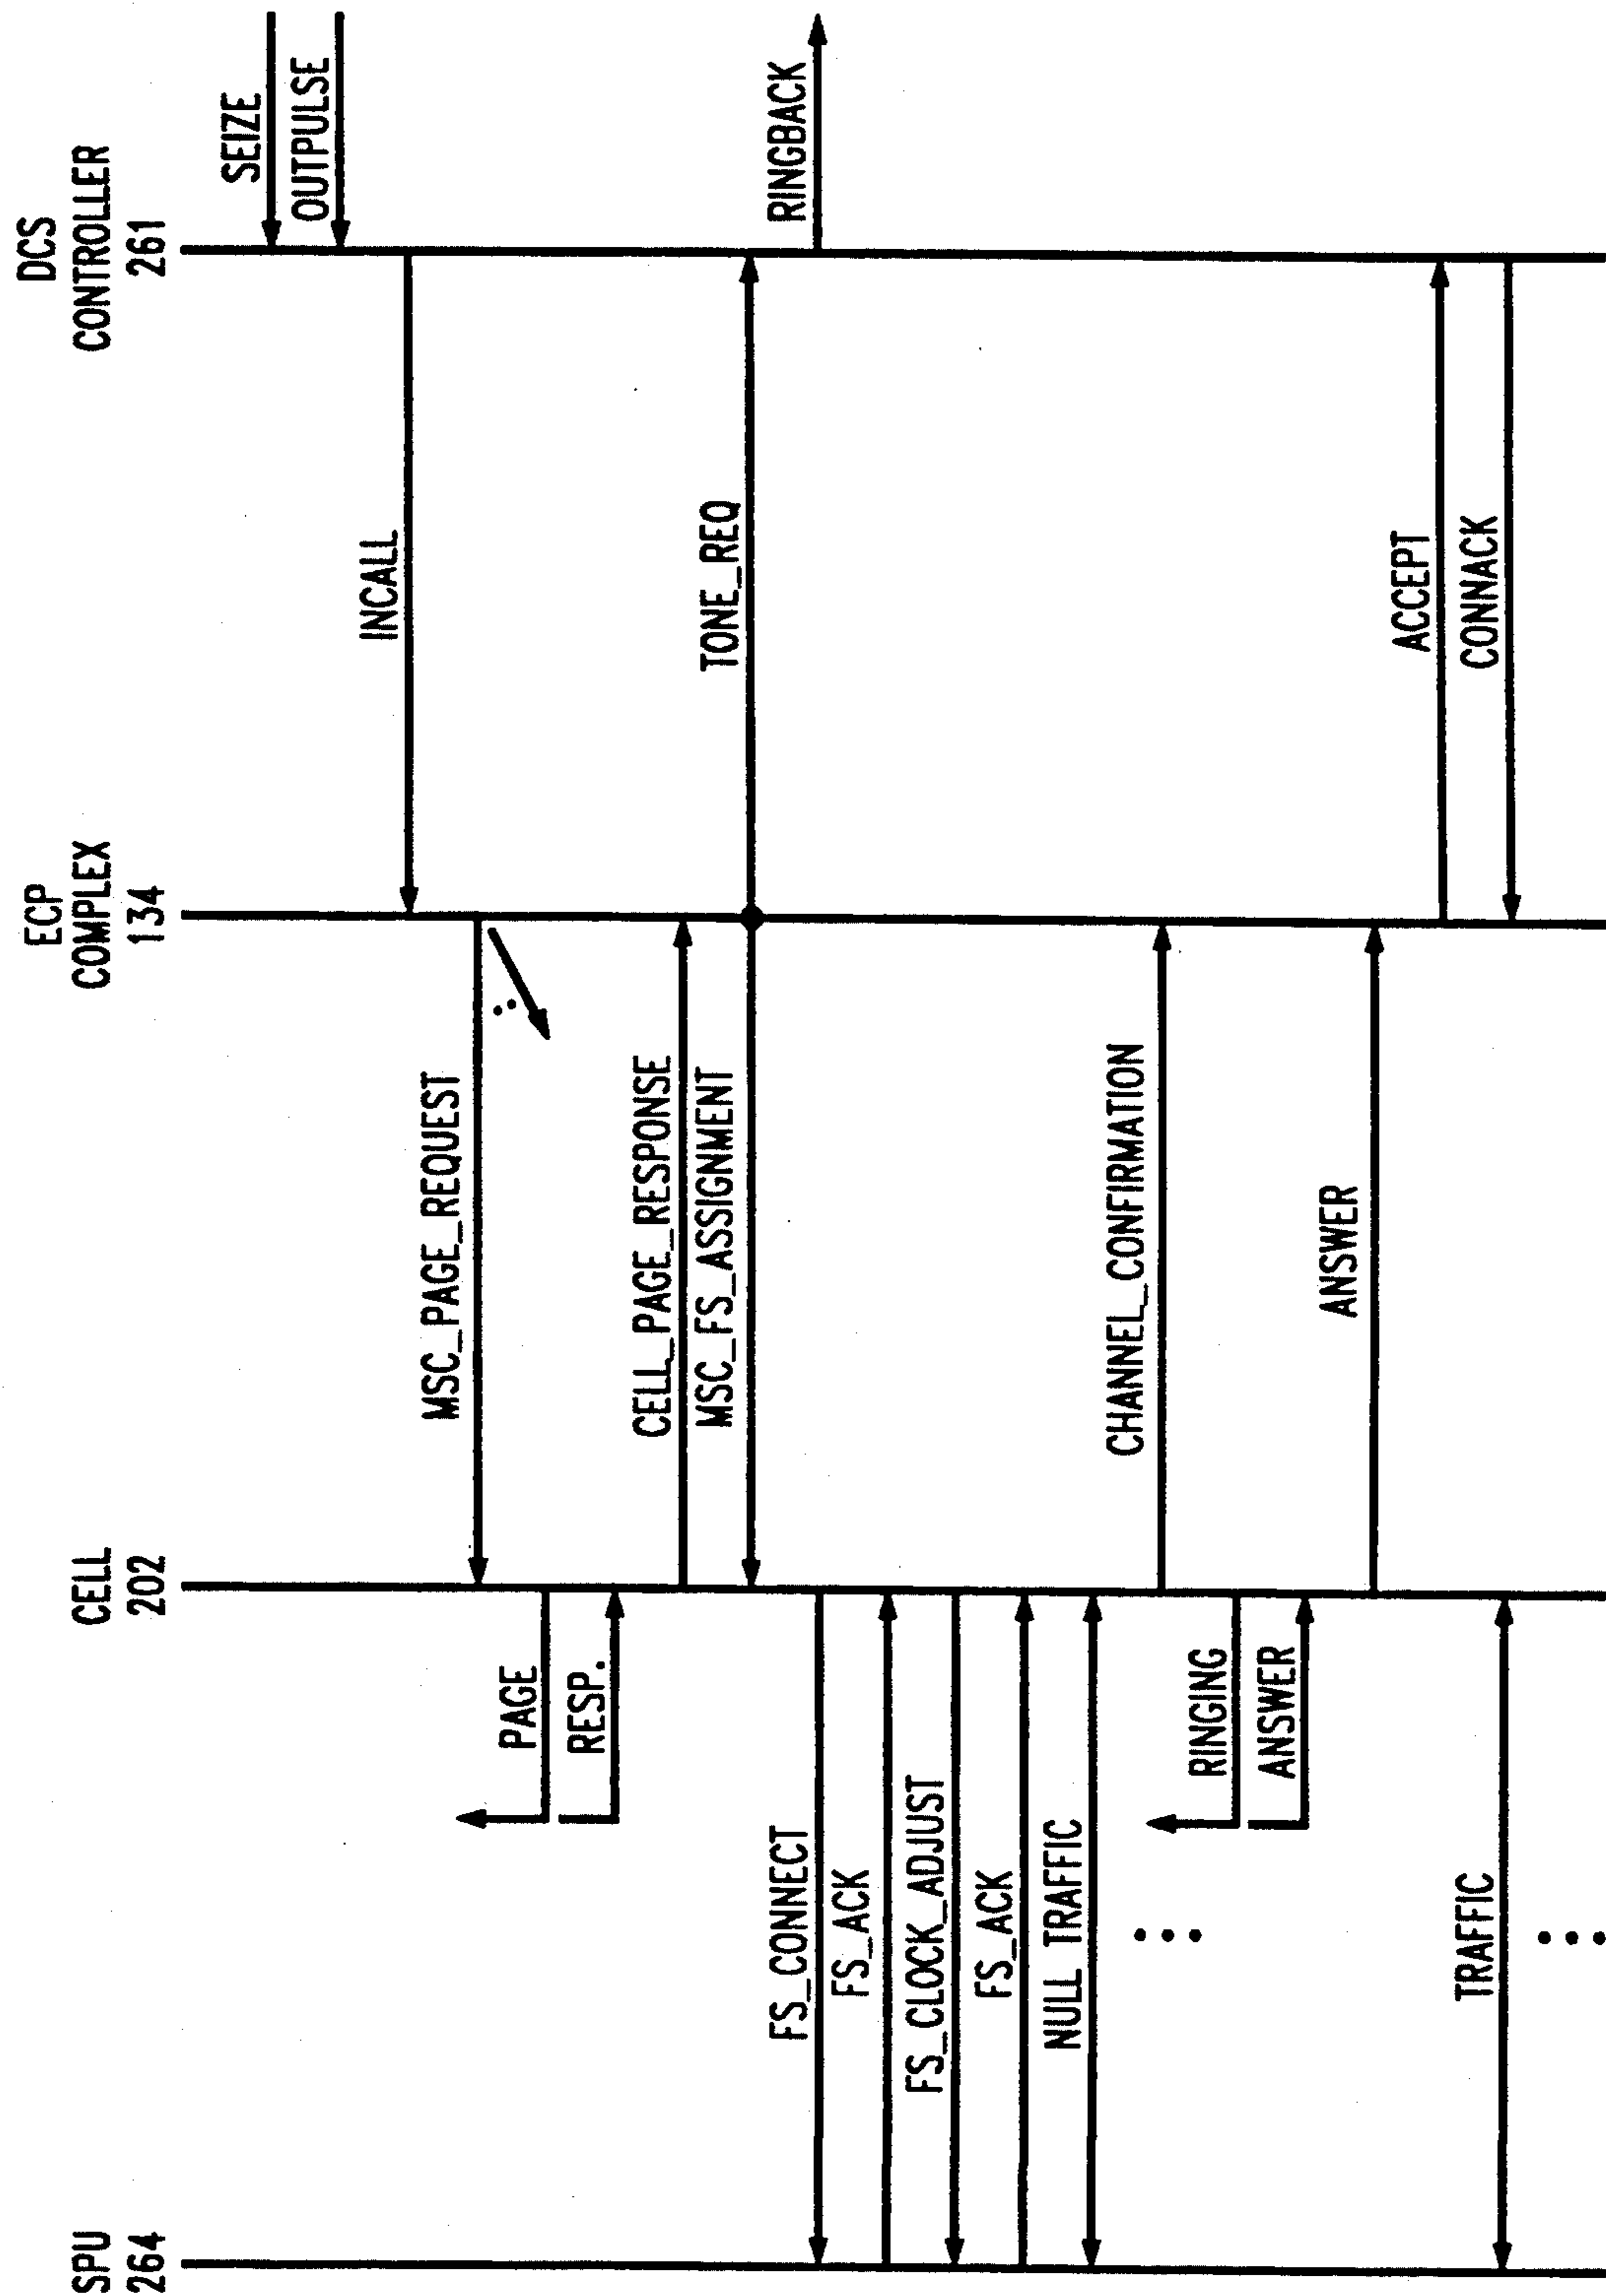 SPU
264
CELL
202
ECP
COMPLEX
134
DCS
CONTROLLER
261
SEIZE
OUTPULSE
INCALL
MSC_PAGE_REQUEST
PAGE
RESP.
CELL_PAGE_RESPONSE
MSC_FS_ASSIGNMENT
TONE_REQ
FS_CONNECT
RINGBACK
FS_ACK
FS_CLOCK_ADJUST
FS_ACK
NULL TRAFFIC
CHANNEL_CONFIRMATION
RINGING
ANSWER
ANSWER
ACCEPT
TRAFFIC
CONNACK